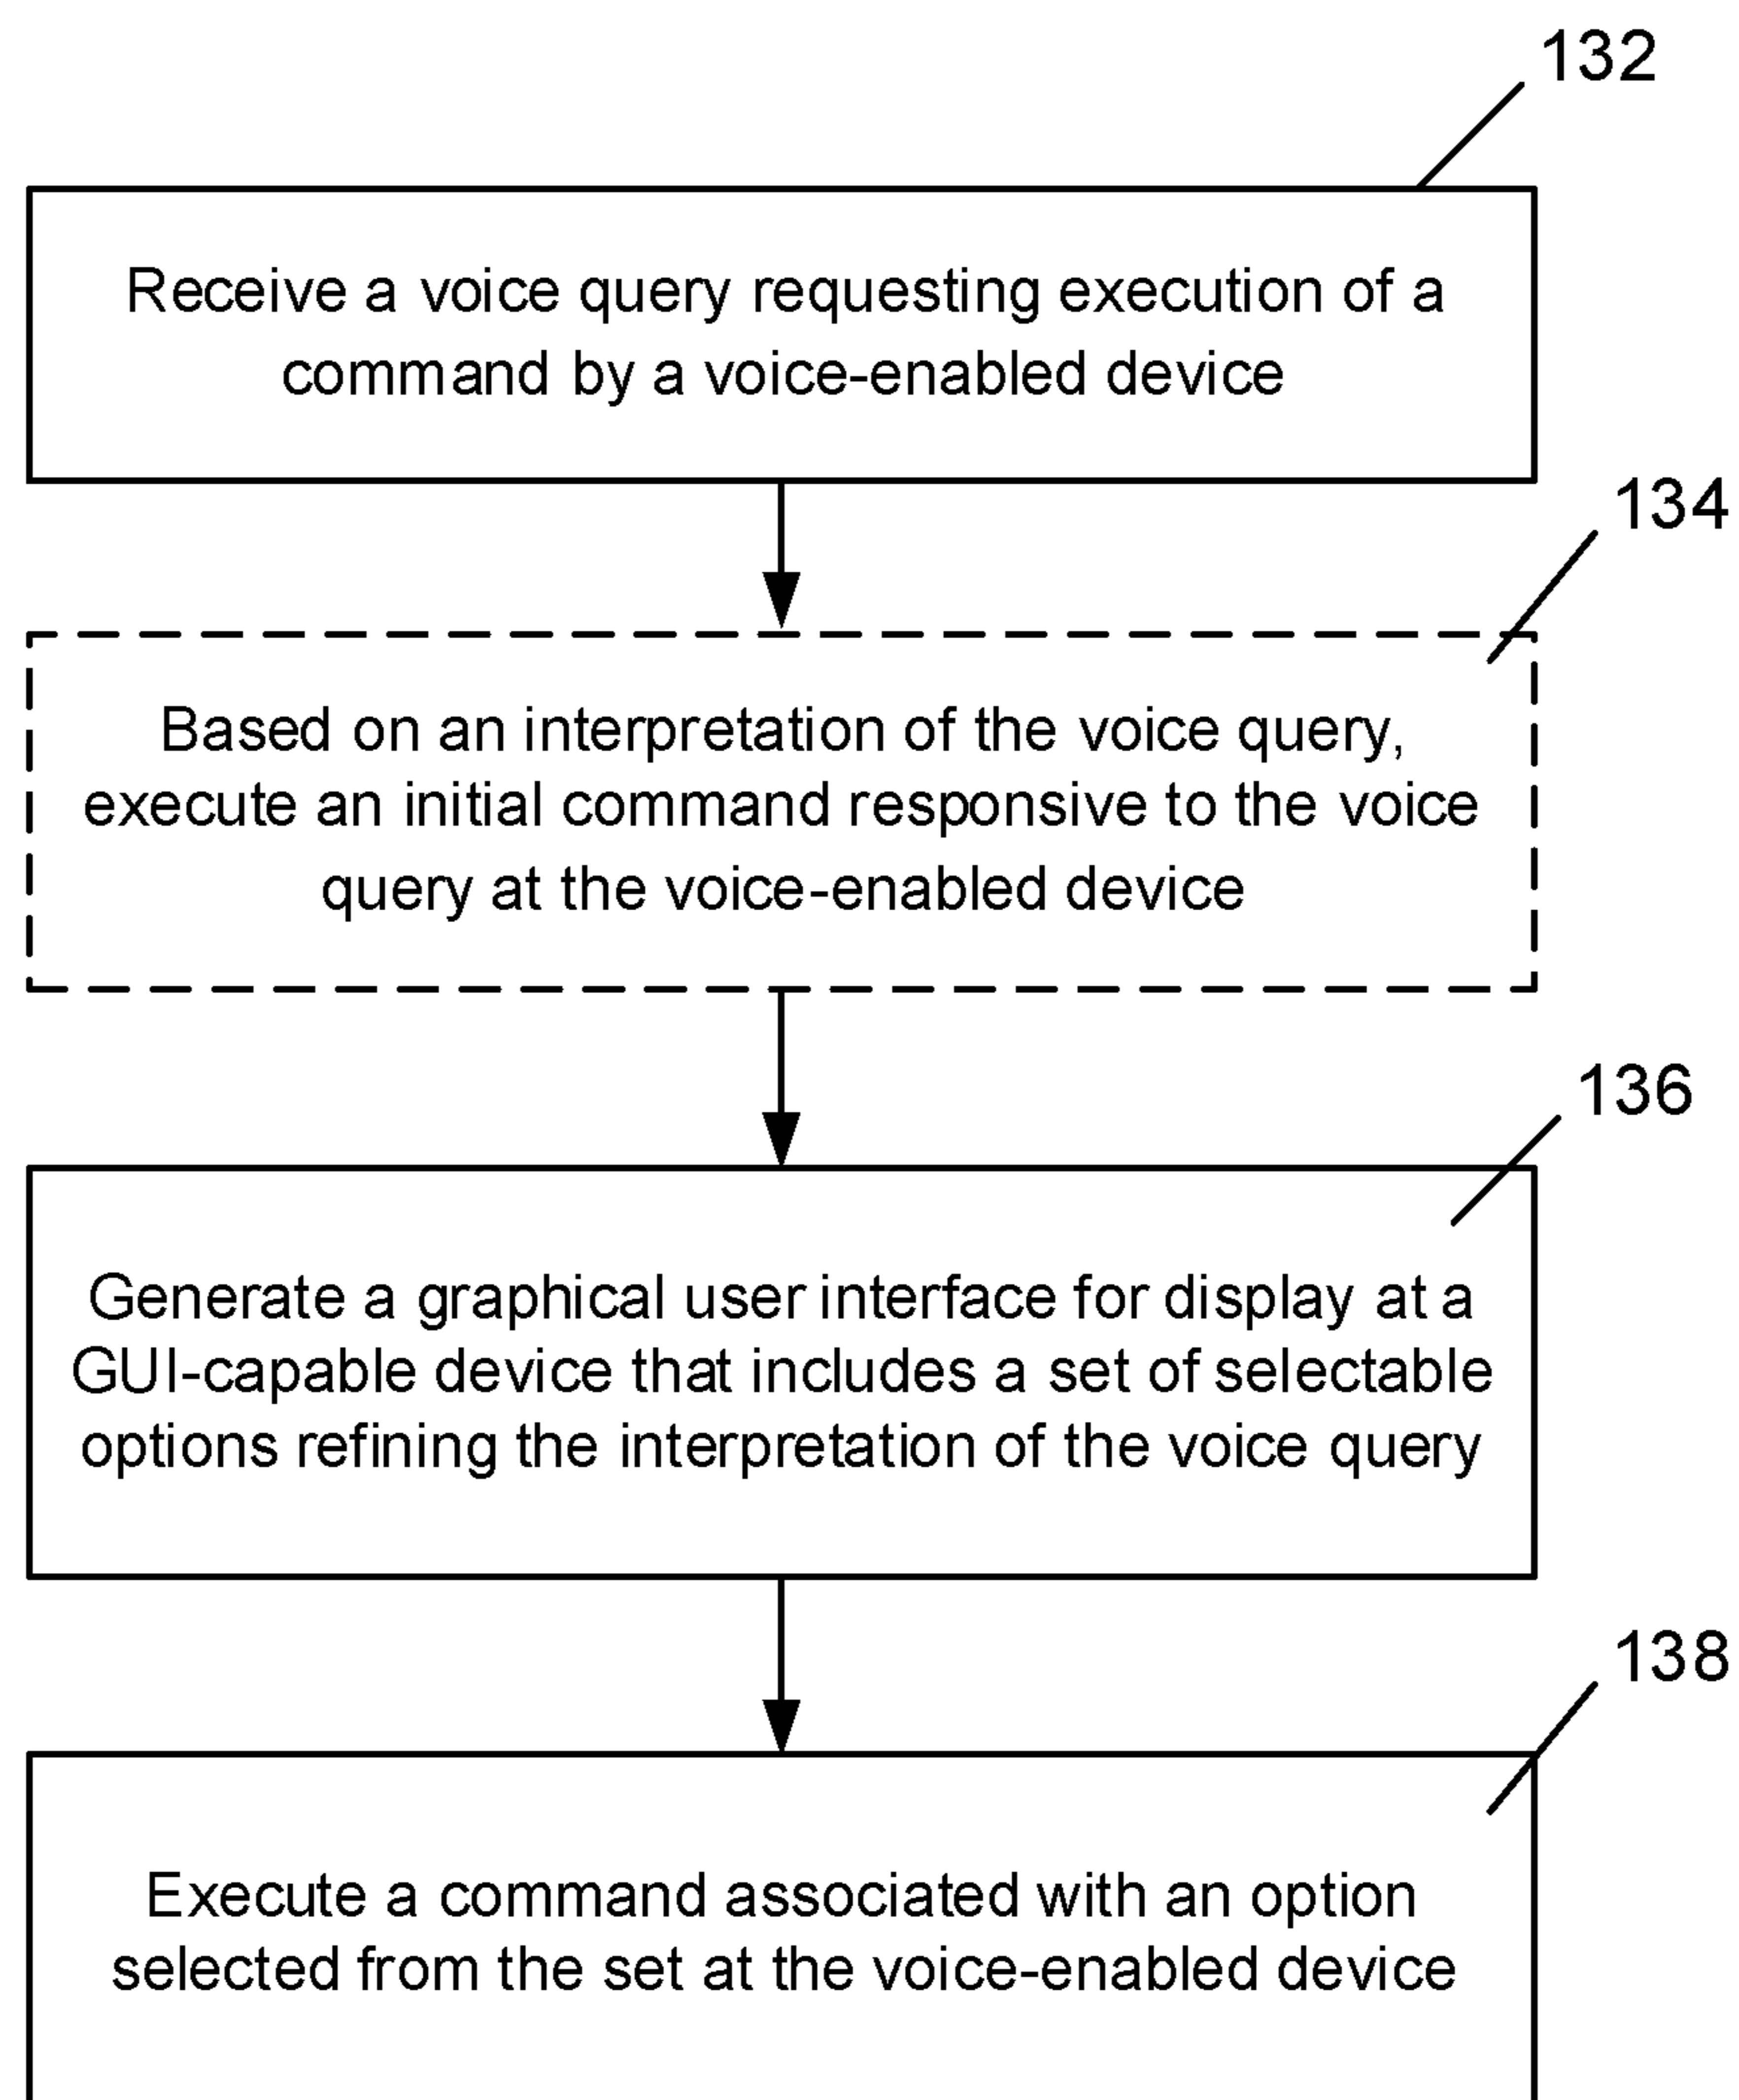 132
Receive a voice query requesting execution of a
command by a voice-enabled device
134
Based on an interpretation of the voice query,
execute an initial command responsive to the voice
query at the voice-enabled device
136
Generate a graphical user interface for display at a
GUI-capable device that includes a set of selectable
options refining the interpretation of the voice query
138
Execute a command associated with an option
selected from the set at the voice-enabled device